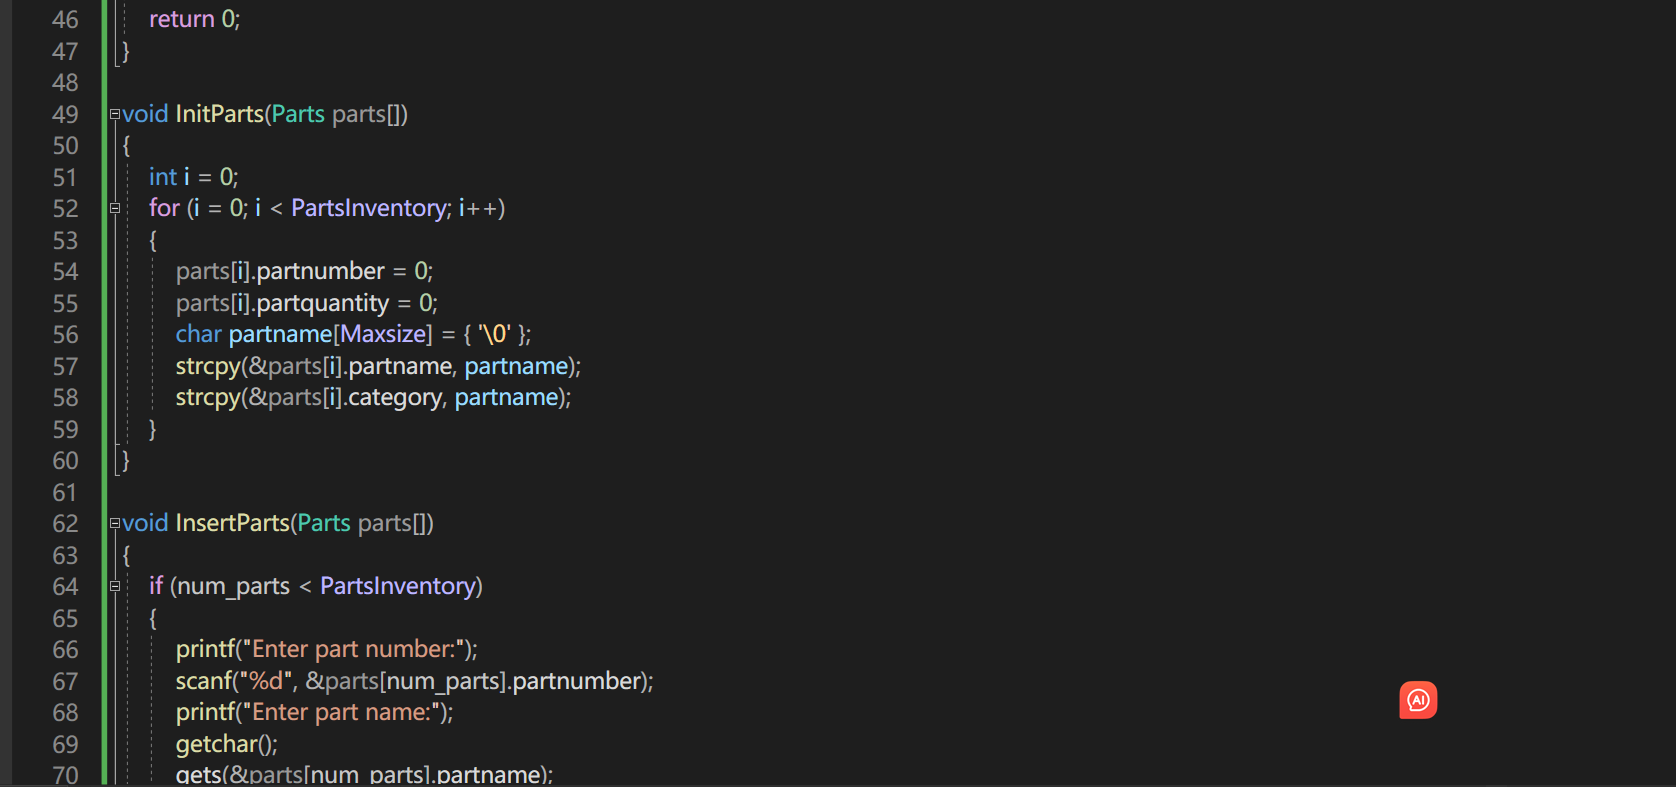 46 return 0;
47 }
48
49 void InitParts(Parts parts[])
50 {
51 int i = 0;
52 for (i = 0; i < PartsInventory; i++)
53 {
54 parts[i].partnumber = 0;
55 parts[i].partquantity = 0;
56 char partname[Maxsize] = { '\0' };
57 strcpy(&parts[i].partname, partname);
58 strcpy(&parts[i].category, partname);
59 }
60 }
61
62 void InsertParts(Parts parts[])
63 {
64 if (num_parts < PartsInventory)
65 {
66 printf("Enter part number:");
67 scanf("%d", &parts[num_parts].partnumber);
68 printf("Enter part name:");
69 getchar();
70 gets(&parts[num_parts].partname);
AI